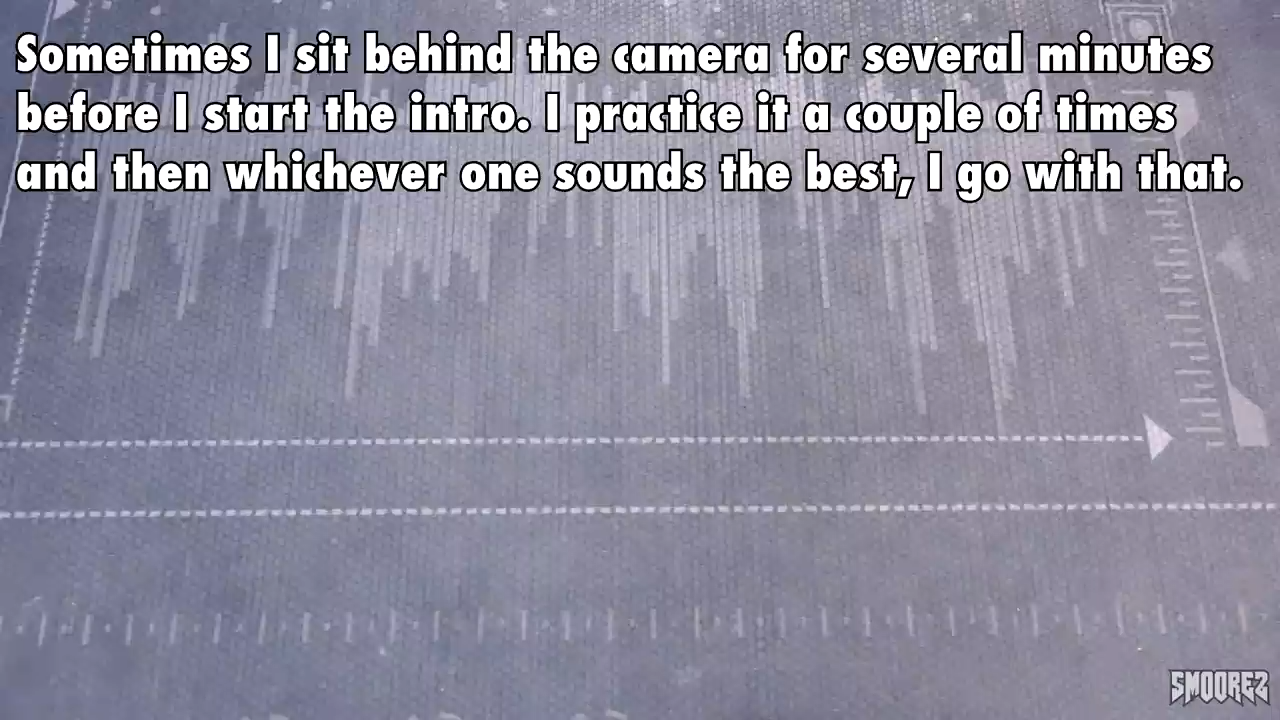 Sometimes I sit behind the camera for several minutes
before I start the intro. I practice it a couple of times
and then whichever one sounds the best, I go with that.
SMOOREZ